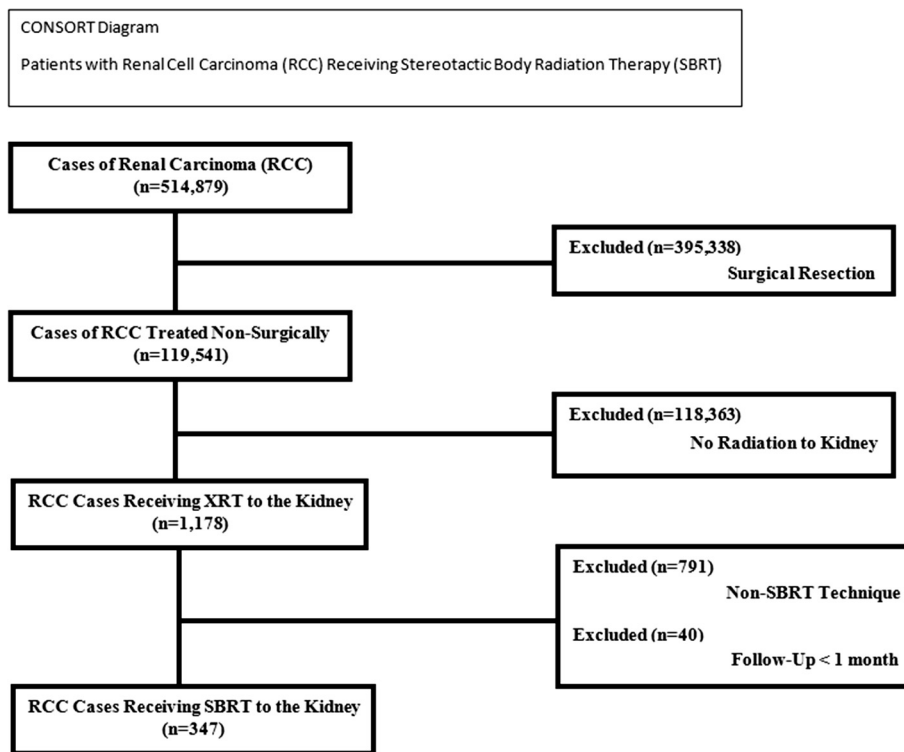 CONSORT Diagram
Patients with Renal Cell Carcinoma (RCC) Receiving Stereotactic Body Radiation Therapy (SBRT)
Cases of Renal Carcinoma (RCC)
(n=514,879)
Excluded (n=395,338)
Surgical Resection
Cases of RCC Treated Non-Surgically
(n=119,541)
Excluded (n=118,363)
No Radiation to Kidney
RCC Cases Receiving XRT to the Kidney
(n=1,178)
Excluded (n=791)
Non-SBRT Technique
Excluded (n=40)
Follow-Up < 1 month
RCC Cases Receiving SBRT to the Kidney
(n=347)